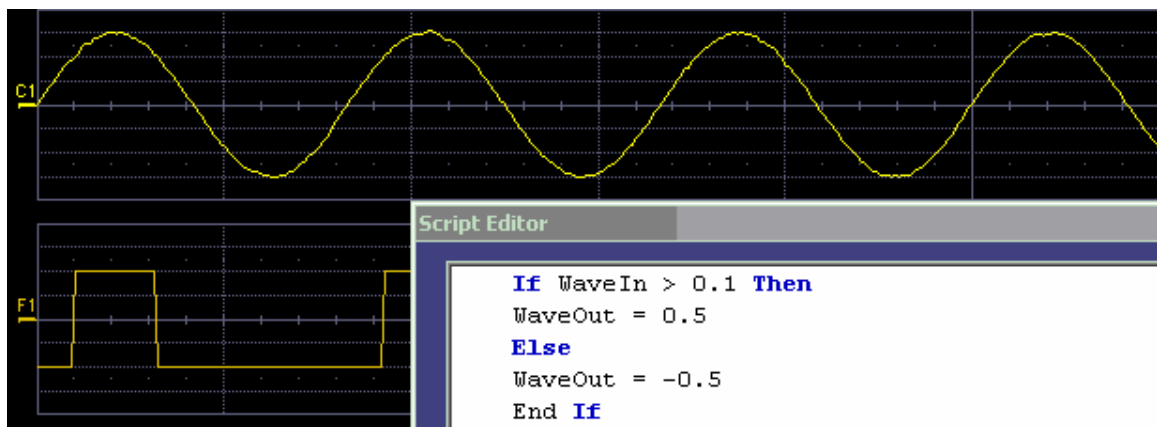 C1
F1
Script Editor
If WaveIn > 0.1 Then
WaveOut = 0.5
Else
WaveOut = -0.5
End If